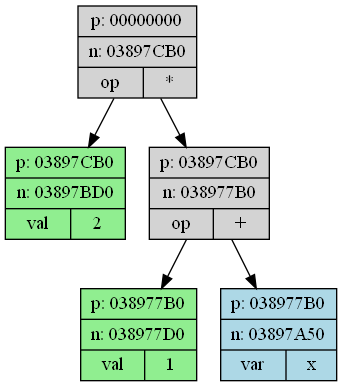 p: 00000000
n: 03897CB0
op *
p: 03897CB0
n: 03897BD0
val 2
p: 03897CB0
n: 038977B0
op +
p: 038977B0
n: 038977D0
val 1
p: 038977B0
n: 03897A50
var x